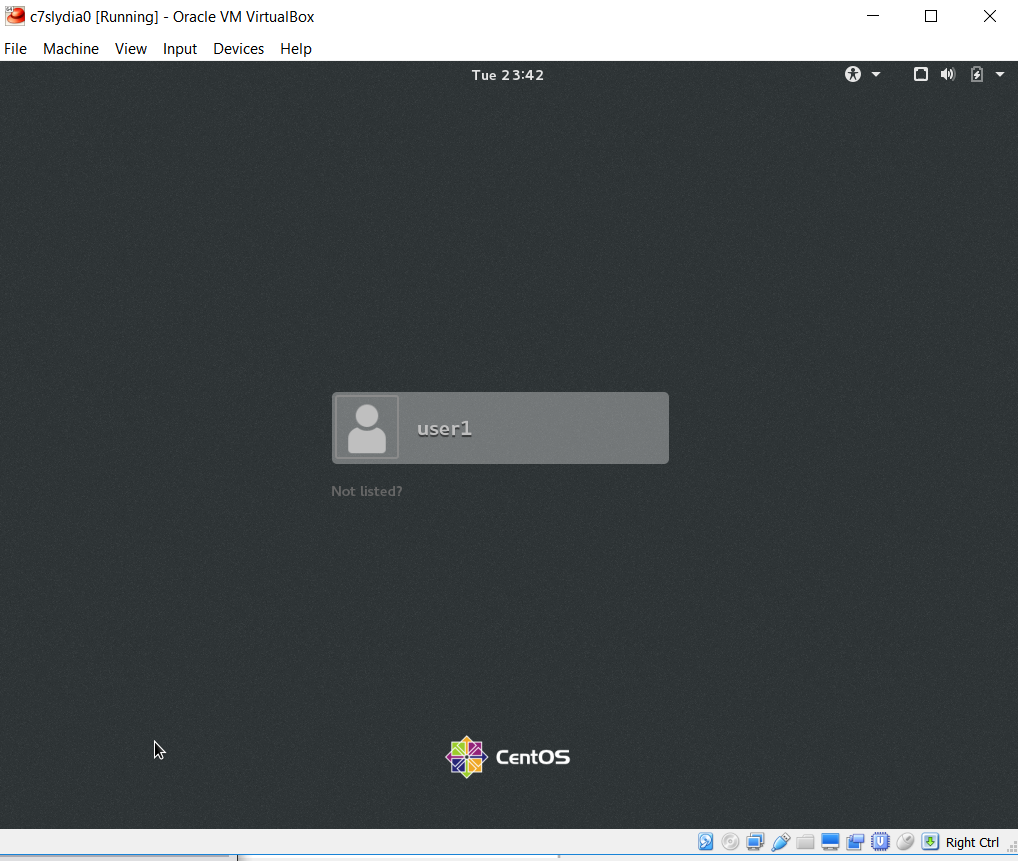 c7slydia0 [Running] - Oracle VM VirtualBox
File Machine View Input Devices Help
Tue 23:42
user1
Not listed?
CentOS
Right Ctrl